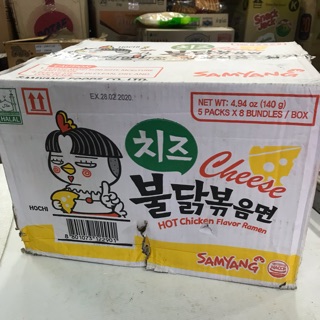 EX 28.02 2020
SAMYANG
NET WT: 4.94 oz (140 g)
5 PACKS X 8 BUNDLES / BOX
HALAL
치즈
Cheese
불닭볶음면
HOT Chicken Flavor Ramen
HOCHI
SAMYANG